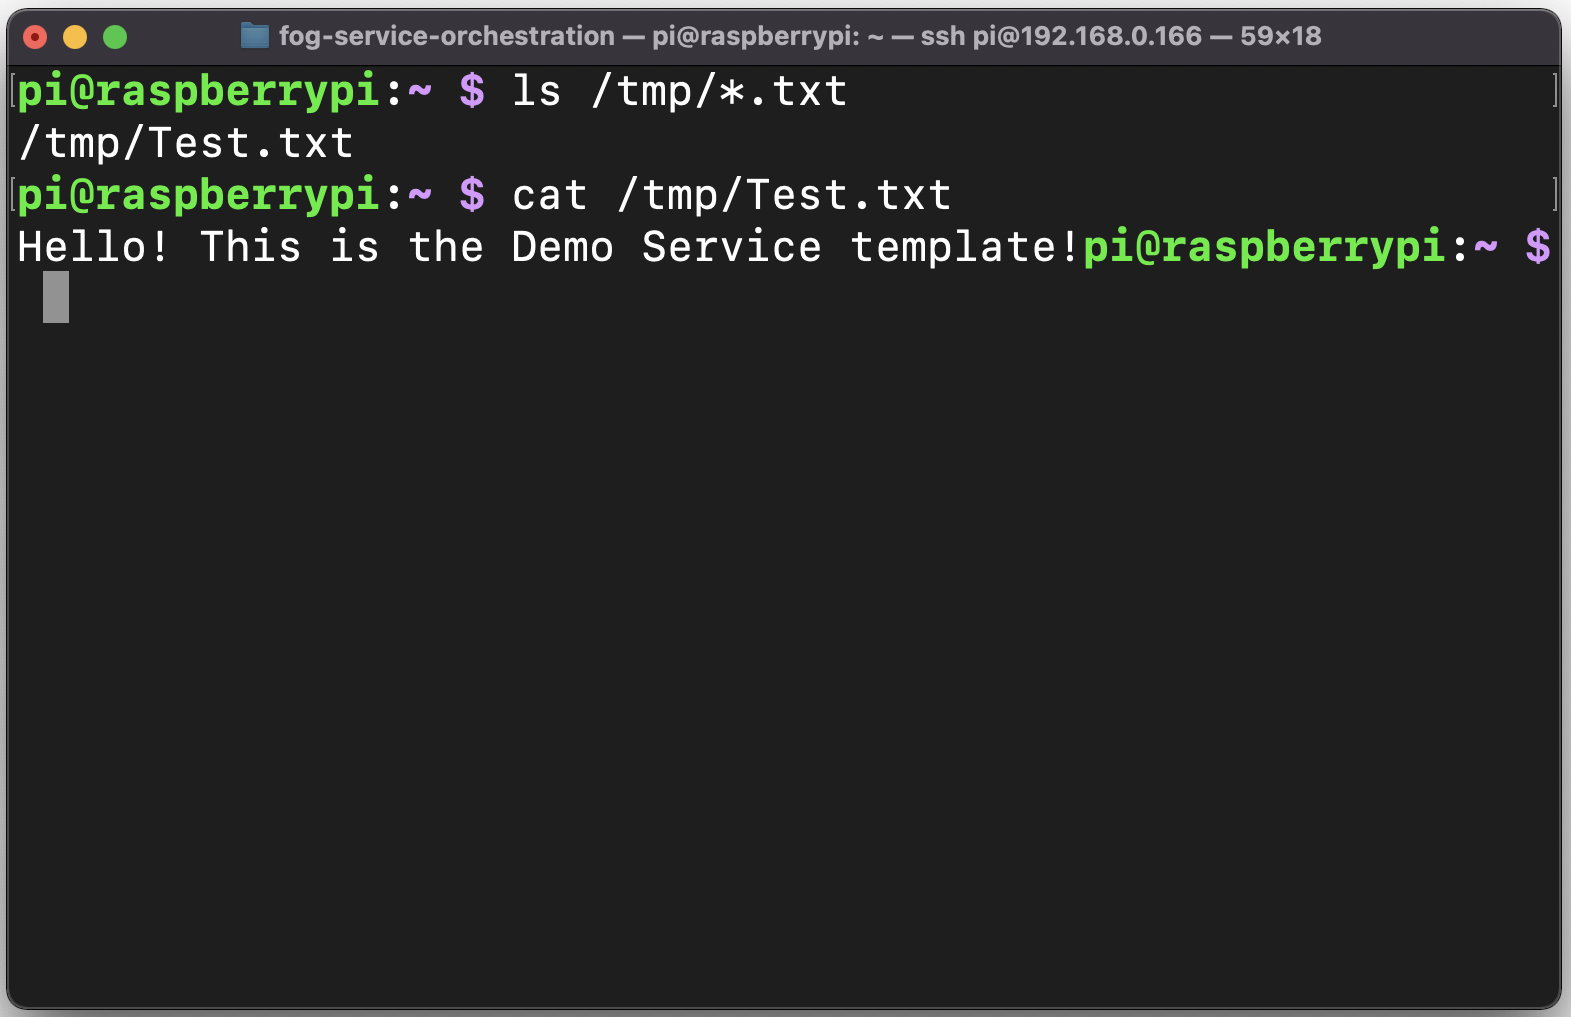 fog-service-orchestration — pi@raspberrypi: ~ — ssh pi@192.168.0.166 — 59×18
[pi@raspberrypi:~ $ ls /tmp/*.txt ]
/tmp/Test.txt
[pi@raspberrypi:~ $ cat /tmp/Test.txt ]
Hello! This is the Demo Service template!pi@raspberrypi:~ $